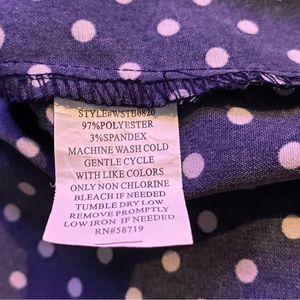 STYLE#WSTB0820
97%POLYESTER
3%SPANDEX
MACHINE WASH COLD
GENTLE CYCLE
WITH LIKE COLORS
ONLY NON CHLORINE
BLEACH IF NEEDED
TUMBLE DRY LOW
REMOVE PROMPTLY
LOW IRON IF NEEDED
RN#58719